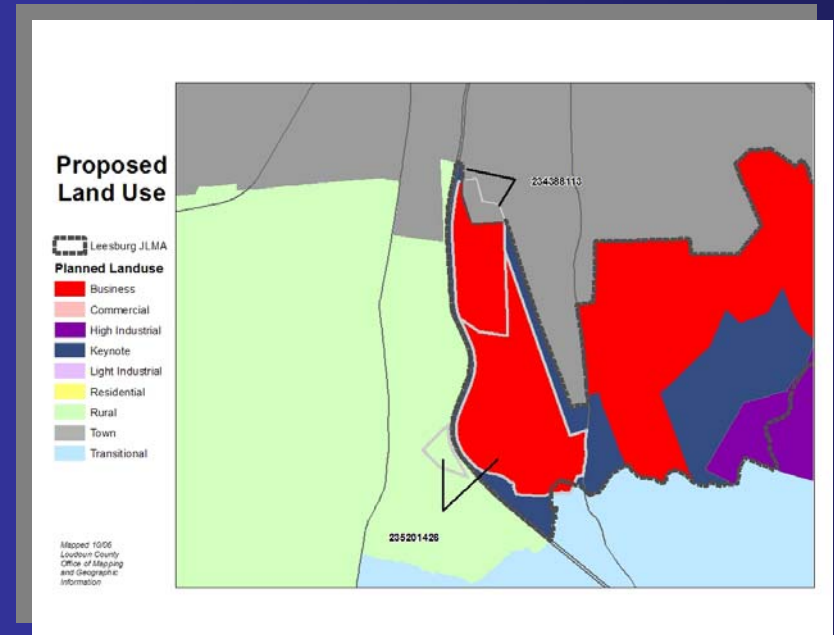 Proposed
Land Use
Leesburg JLMA
Planned Landuse
Business
Commercial
High Industrial
Keynote
Light Industrial
Residential
Rural
Town
Transitional
Mapped 10/06
Loudoun County
Office of Mapping
and Geographic
Information
234388113
235201426